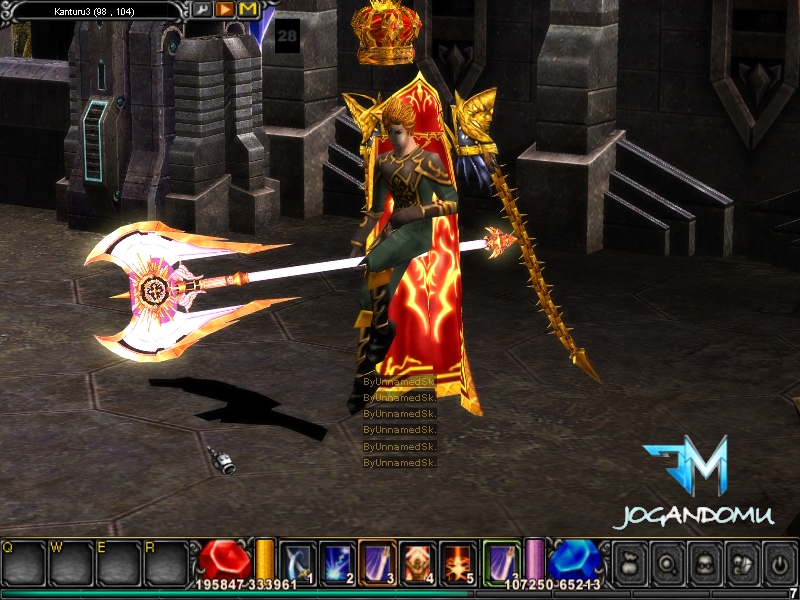 Kanturu3 (98 , 104)
M
28
ByUnnamedSk.
ByUnnamedSk.
ByUnnamedSk.
ByUnnamedSk.
ByUnnamedSk.
ByUnnamedSk.
JM
JOGANDOMU
Q W E R
195847 333961 1 2 3 4 5 3 107250 65213
7